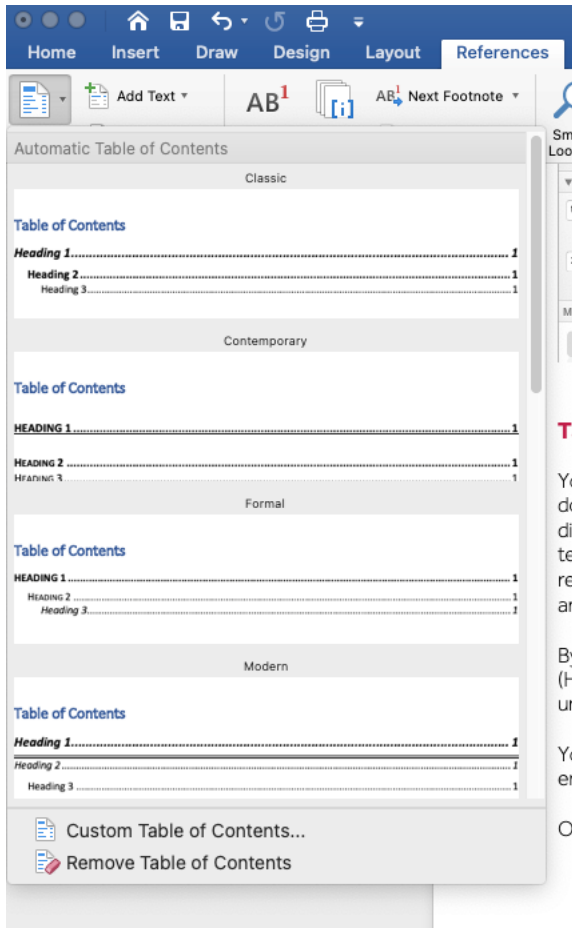 Home Insert Draw Design Layout References
Add Text AB1 [i] AB1 Next Footnote
Automatic Table of Contents
Classic
Table of Contents
Heading 1........1
Heading 2........1
Heading 3........1
Contemporary
Table of Contents
HEADING 1........1
HEADING 2........1
HEADING 3........1
Formal
Table of Contents
HEADING 1........1
HEADING 2........1
Heading 3........1
Modern
Table of Contents
Heading 1........1
Heading 2........1
Heading 3........1
Custom Table of Contents...
Remove Table of Contents